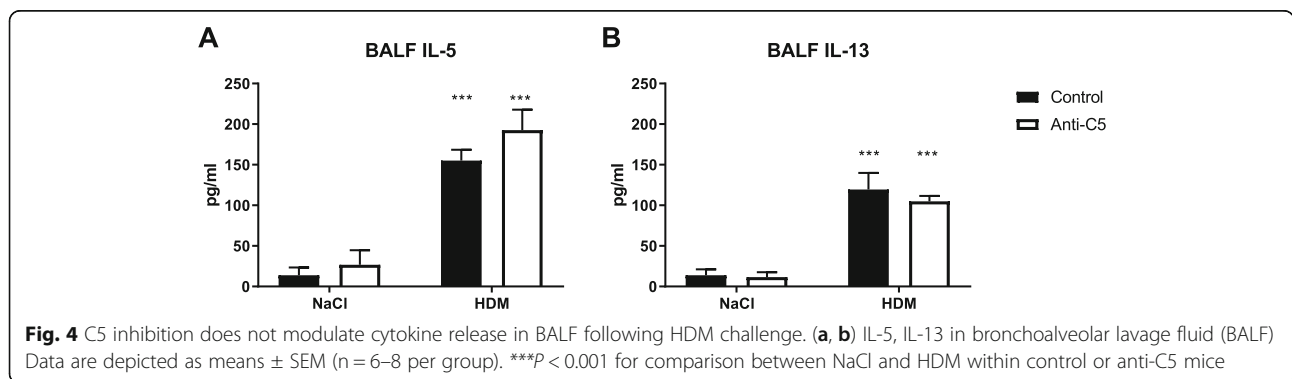 A
BALF IL-5
B
BALF IL-13
250
200
150
100
50
0
pg/ml
***
***
NaCl
HDM
250
200
150
100
50
0
pg/ml
***
***
NaCl
HDM
Control
Anti-C5
Fig. 4 C5 inhibition does not modulate cytokine release in BALF following HDM challenge. (a, b) IL-5, IL-13 in bronchoalveolar lavage fluid (BALF)
Data are depicted as means ± SEM (n = 6–8 per group). ***P < 0.001 for comparison between NaCl and HDM within control or anti-C5 mice